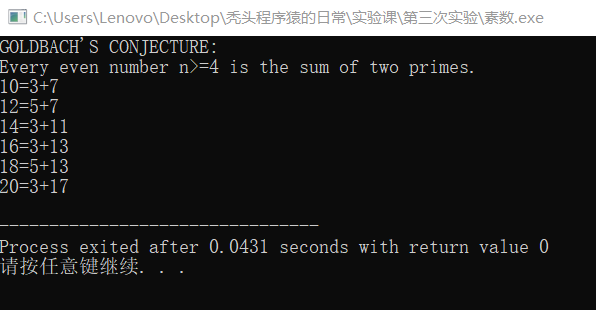 C:\Users\Lenovo\Desktop\秃头程序猿的日常\实验课\第三次实验\素数.exe
GOLDBACH'S CONJECTURE:
Every even number n>=4 is the sum of two primes.
10=3+7
12=5+7
14=3+11
16=3+13
18=5+13
20=3+17
--------------------------------
Process exited after 0.0431 seconds with return value 0
请按任意键继续. . .